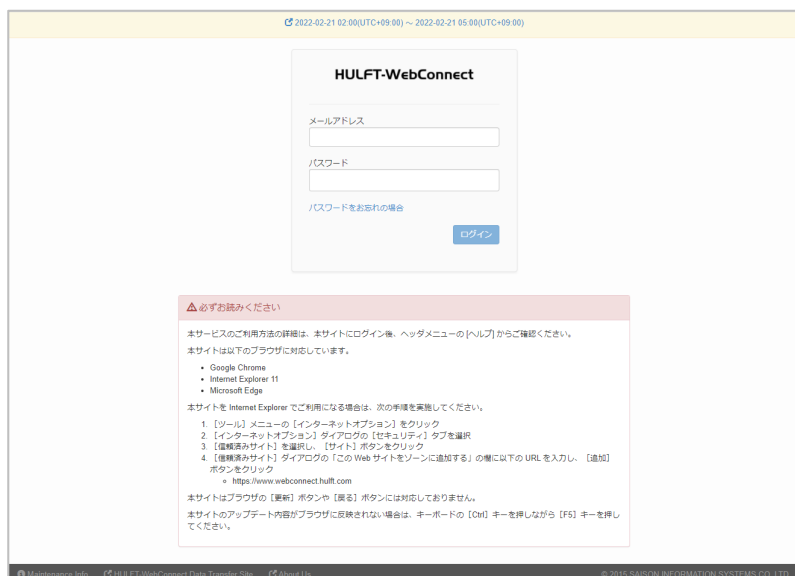 2022-02-21 02:00(UTC+09:00) ～ 2022-02-21 05:00(UTC+09:00)
HULFT-WebConnect
メールアドレス
パスワード
パスワードをお忘れの場合
ログイン
必ずお読みください
本サービスのご利用方法の詳細は、本サイトにログイン後、ヘッダメニューの [ヘルプ] からご確認ください。
本サイトは以下のブラウザに対応しています。
• Google Chrome
• Internet Explorer 11
• Microsoft Edge
本サイトを Internet Explorer でご利用になる場合は、次の手順を実施してください。
1. ［ツール］メニューの［インターネットオプション］をクリック
2. ［インターネットオプション］ダイアログの［セキュリティ］タブを選択
3. ［信頼済みサイト］を選択し、［サイト］ボタンをクリック
4. ［信頼済みサイト］ダイアログの「この Web サイトをゾーンに追加する」の欄に以下の URL を入力し、［追加］
ボタンをクリック
○ https://www.webconnect.hulft.com
本サイトはブラウザの［更新］ボタンや［戻る］ボタンには対応しておりません。
本サイトのアップデート内容がブラウザに反映されない場合は、キーボードの［Ctrl］キーを押しながら［F5］キーを押し
てください。
Maintenance Info HULFT-WebConnect Data Transfer Site About Us © 2015 SAISON INFORMATION SYSTEMS CO.,LTD.